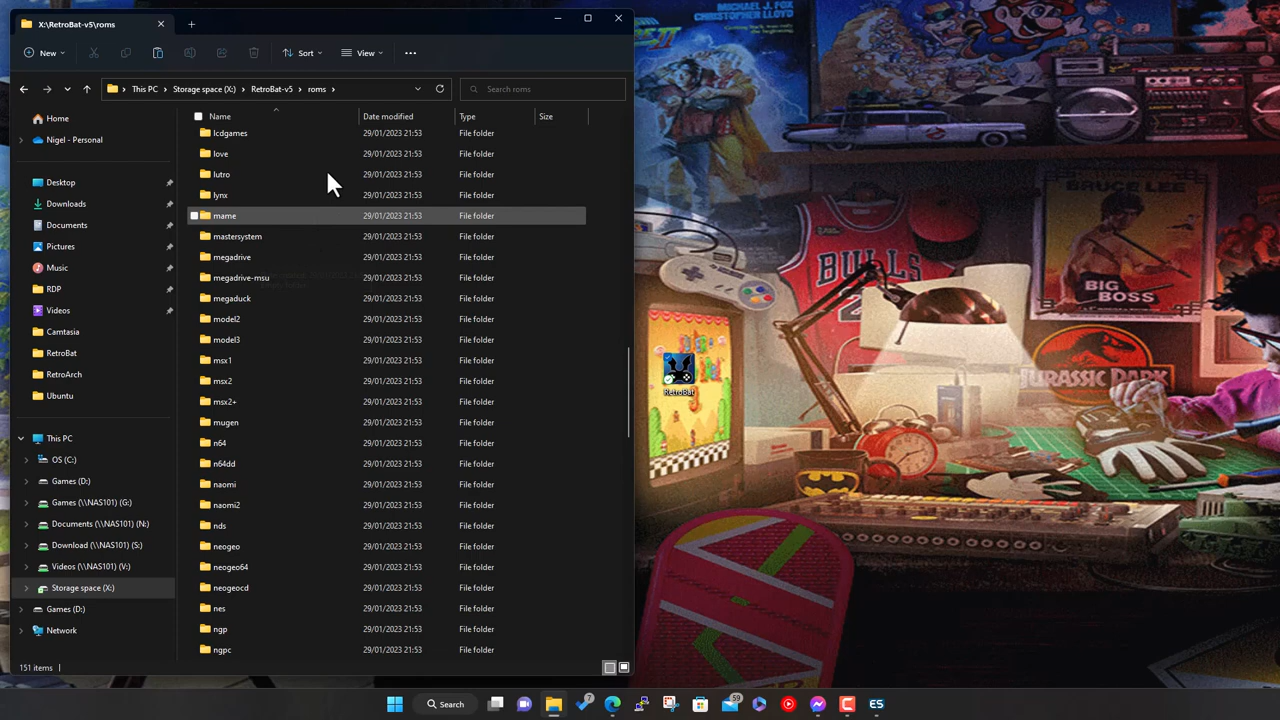 X:\RetroBat-v5\roms
New
Sort
View
This PC > Storage space (X:) > RetroBat-v5 > roms >
Search roms
Name Date modified Type Size
Home
Nigel - Personal
Desktop
Downloads
Documents
Pictures
Music
RDP
Videos
Camtasia
RetroBat
RetroArch
Ubuntu
This PC
OS (C:)
Games (D:)
Games (\\NAS101) (G:)
Documents (\\NAS101) (N:)
Download (\\NAS101) (S:)
Videos (\\NAS101) (V:)
Storage space (X:)
Games (D:)
Network
lcdgames 29/01/2023 21:53 File folder
love 29/01/2023 21:53 File folder
lutro 29/01/2023 21:53 File folder
lynx 29/01/2023 21:53 File folder
mame 29/01/2023 21:53 File folder
mastersystem 29/01/2023 21:53 File folder
megadrive 29/01/2023 21:53 File folder
megadrive-msu 29/01/2023 21:53 File folder
megaduck 29/01/2023 21:53 File folder
model2 29/01/2023 21:53 File folder
model3 29/01/2023 21:53 File folder
msx1 29/01/2023 21:53 File folder
msx2 29/01/2023 21:53 File folder
msx2+ 29/01/2023 21:53 File folder
mugen 29/01/2023 21:53 File folder
n64 29/01/2023 21:53 File folder
n64dd 29/01/2023 21:53 File folder
naomi 29/01/2023 21:53 File folder
naomi2 29/01/2023 21:53 File folder
nds 29/01/2023 21:53 File folder
neogeo 29/01/2023 21:53 File folder
neogeo64 29/01/2023 21:53 File folder
neogeocd 29/01/2023 21:53 File folder
nes 29/01/2023 21:53 File folder
ngp 29/01/2023 21:53 File folder
ngpc 29/01/2023 21:53 File folder
151 items
MICHAEL J. FOX
CHRISTOPHER LLOYD
BRUCE LEE
BULLS
BIG
BOSS
JURASSIC PARK
RetroBat
Search
7
59
ES